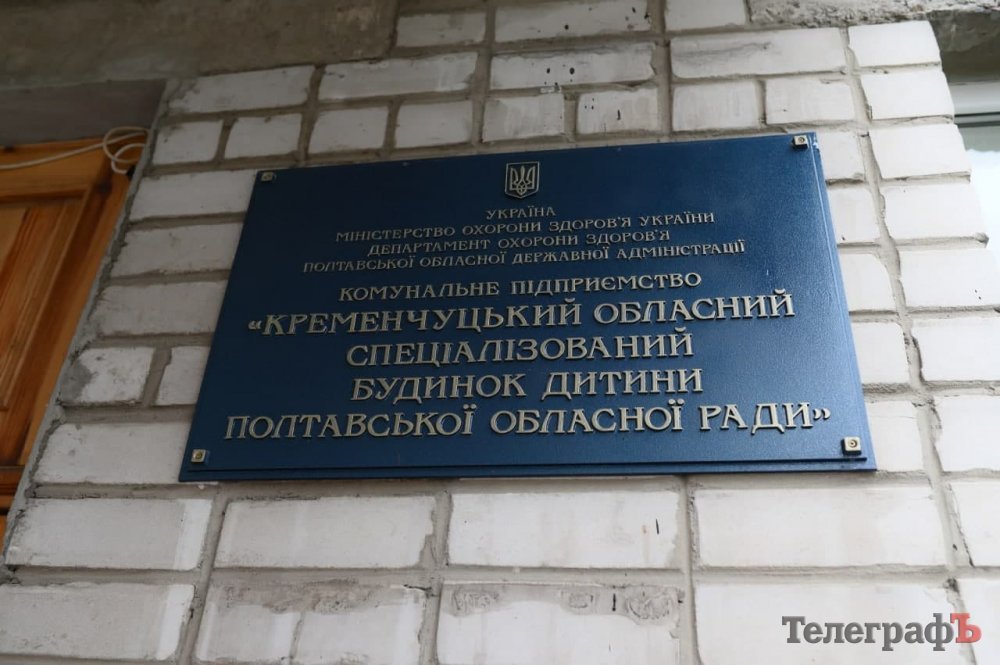 УКРАЇНА
МІНІСТЕРСТВО ОХОРОНИ ЗДОРОВ'Я УКРАЇНИ
ДЕПАРТАМЕНТ ОХОРОНИ ЗДОРОВ'Я
ПОЛТАВСЬКОЇ ОБЛАСНОЇ ДЕРЖАВНОЇ АДМІНІСТРАЦІЇ
КОМУНАЛЬНЕ ПІДПРИЄМСТВО
«КРЕМЕНЧУЦЬКИЙ ОБЛАСНИЙ
СПЕЦІАЛІЗОВАНИЙ
БУДИНОК ДИТИНИ
ПОЛТАВСЬКОЇ ОБЛАСНОЇ РАДИ»
ТелеграфЪ